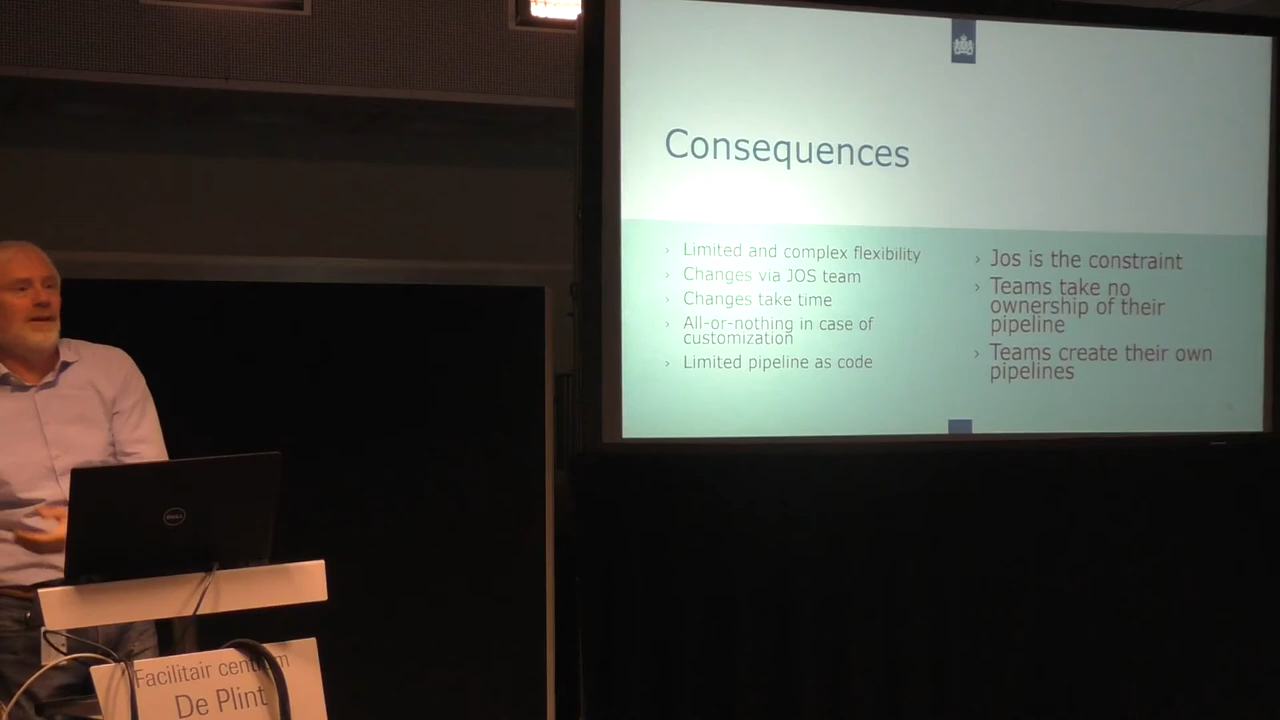 Consequences
› Limited and complex flexibility
› Changes via JOS team
› Changes take time
› All-or-nothing in case of
customization
› Limited pipeline as code
› Jos is the constraint
› Teams take no
ownership of their
pipeline
› Teams create their own
pipelines
DELL
Facilitair centrum
De Plint